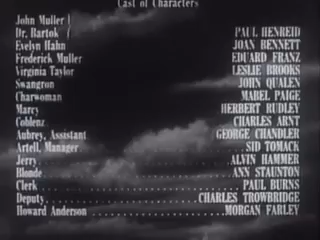 Cast of Characters
John Muller }
Dr. Bartok { PAUL HENREID
Evelyn Hahn JOAN BENNETT
Frederick Muller EDUARD FRANZ
Virginia Taylor LESLIE BROOKS
Swangron JOHN QUALEN
Charwoman MABEL PAIGE
Marcy HERBERT RUDLEY
Coblenz CHARLES ARNT
Aubrey, Assistant GEORGE CHANDLER
Artell, Manager SID TOMACK
Jerry ALVIN HAMMER
Blonde ANN STAUNTON
Clerk PAUL BURNS
Deputy CHARLES TROWBRIDGE
Howard Anderson MORGAN FARLEY